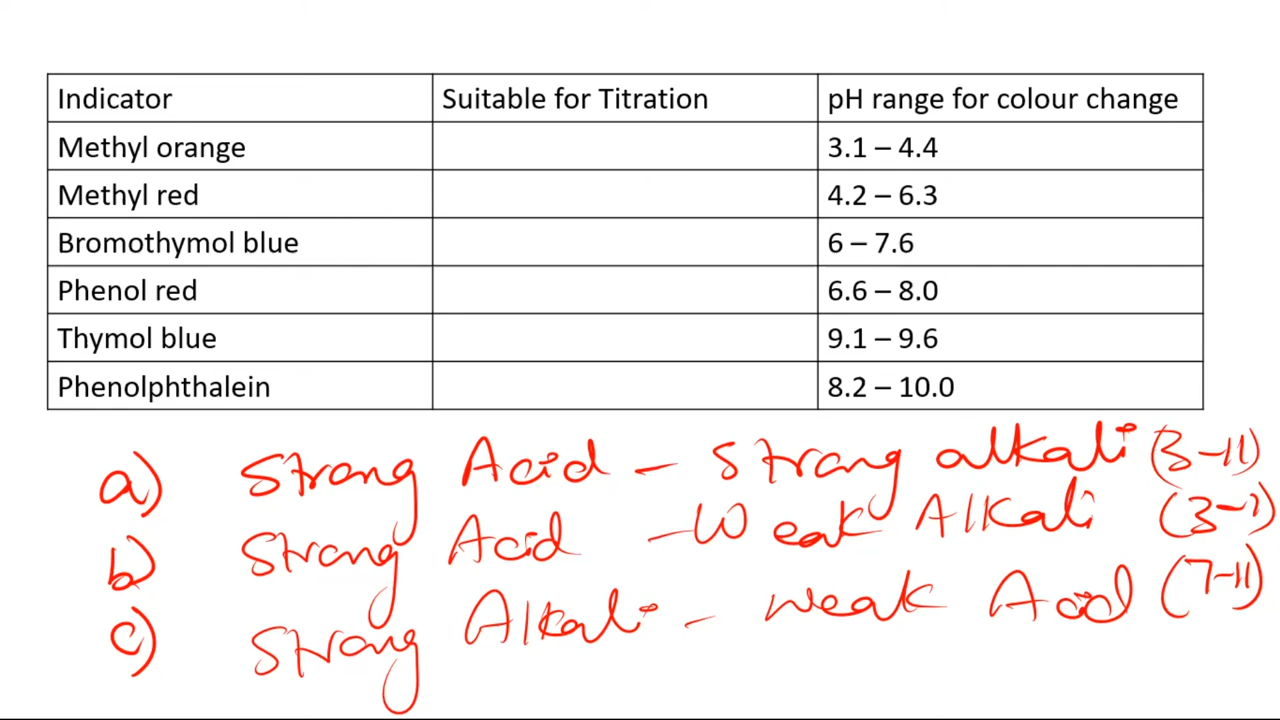 Indicator Suitable for Titration pH range for colour change
Methyl orange 3.1 – 4.4
Methyl red 4.2 – 6.3
Bromothymol blue 6 – 7.6
Phenol red 6.6 – 8.0
Thymol blue 9.1 – 9.6
Phenolphthalein 8.2 – 10.0
a) Strong Acid – strong alkali (3–11)
b) Strong Acid – Weak Alkali (3–7)
c) Strong Alkali – weak Acid (7–11)